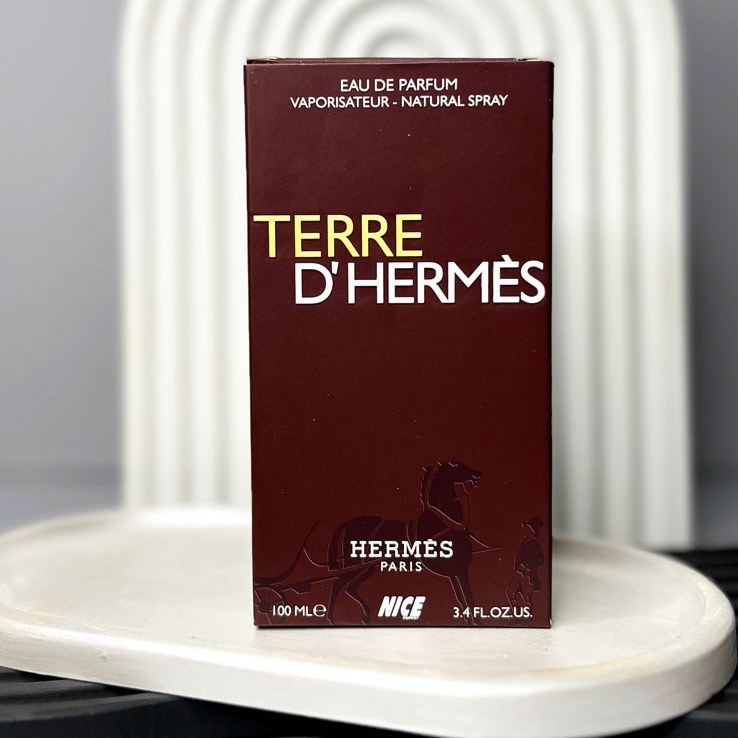 EAU DE PARFUM
VAPORISATEUR - NATURAL SPRAY
TERRE
D'HERMÈS
HERMÈS
PARIS
100 ML℮ NICE 3.4 FL.OZ.US.